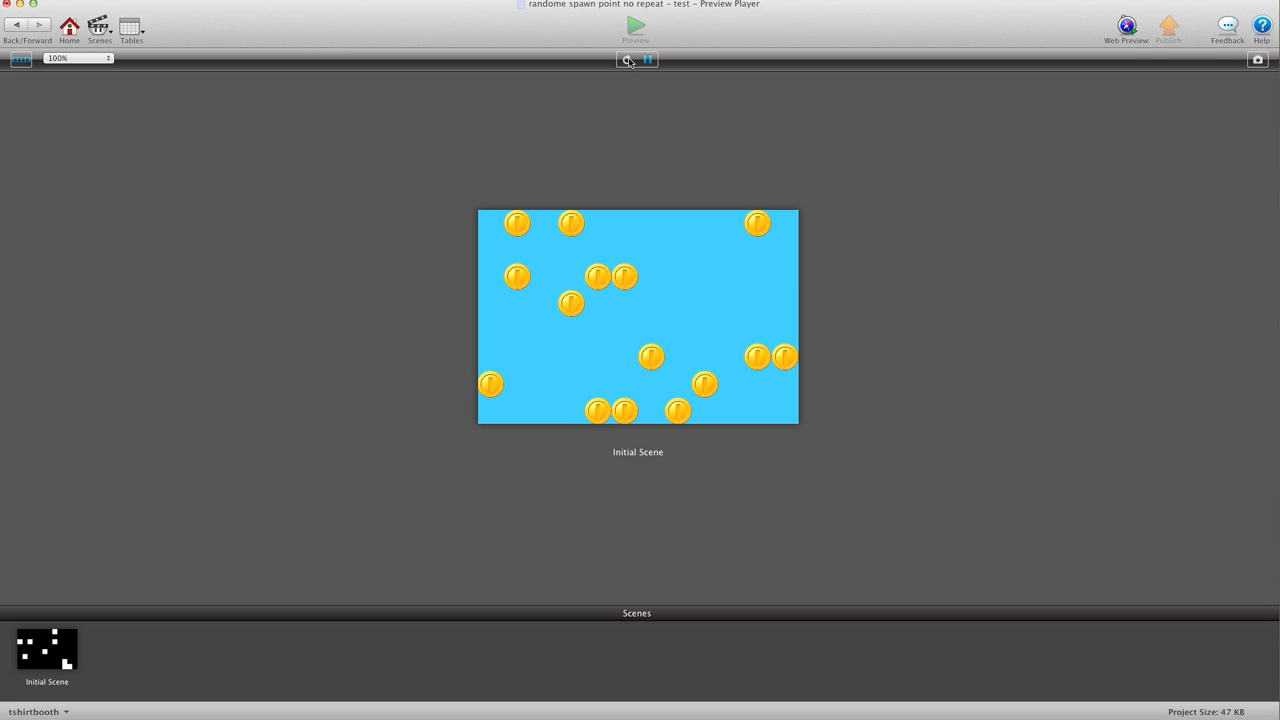 randome spawn point no repeat - test - Preview Player
Back/Forward
Home
Scenes
Tables
Preview
Web Preview
Publish
Feedback
Help
100%
Initial Scene
Scenes
Initial Scene
tshirtbooth
Project Size: 47 KB